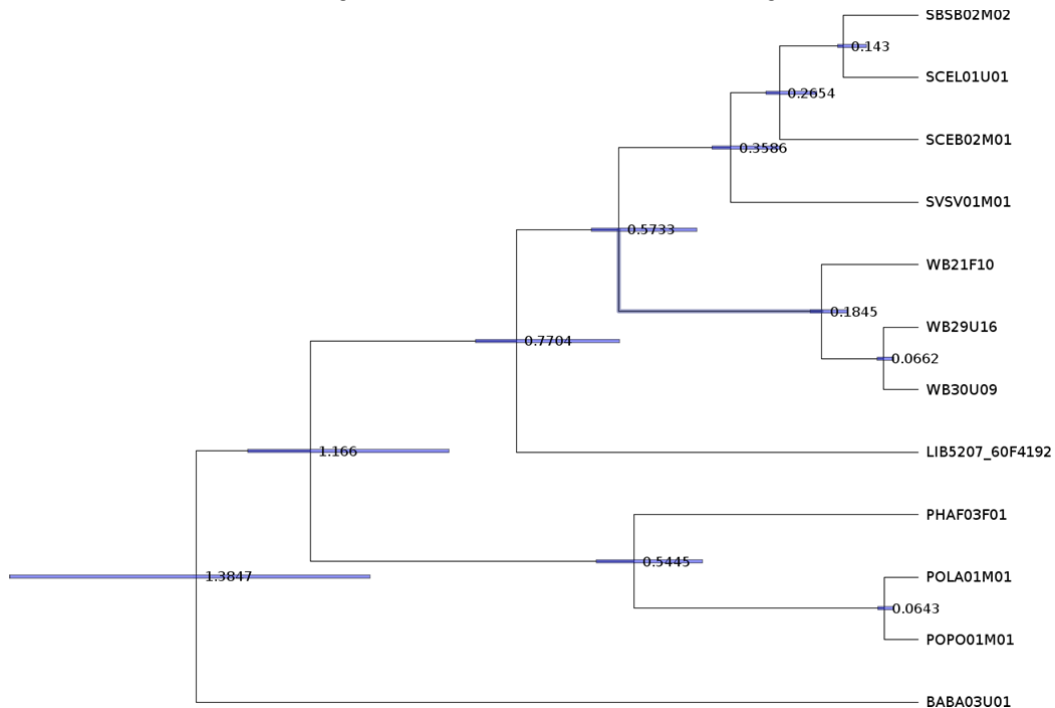 SBSB02M02
0.143
SCEL01U01
0.2654
SCEB02M01
0.3586
SVSV01M01
0.5733
WB21F10
0.1845
WB29U16
0.7704
0.0662
WB30U09
1.166
LIB5207_60F4192
PHAF03F01
0.5445
1.3847
POLA01M01
0.0643
POPO01M01
BABA03U01